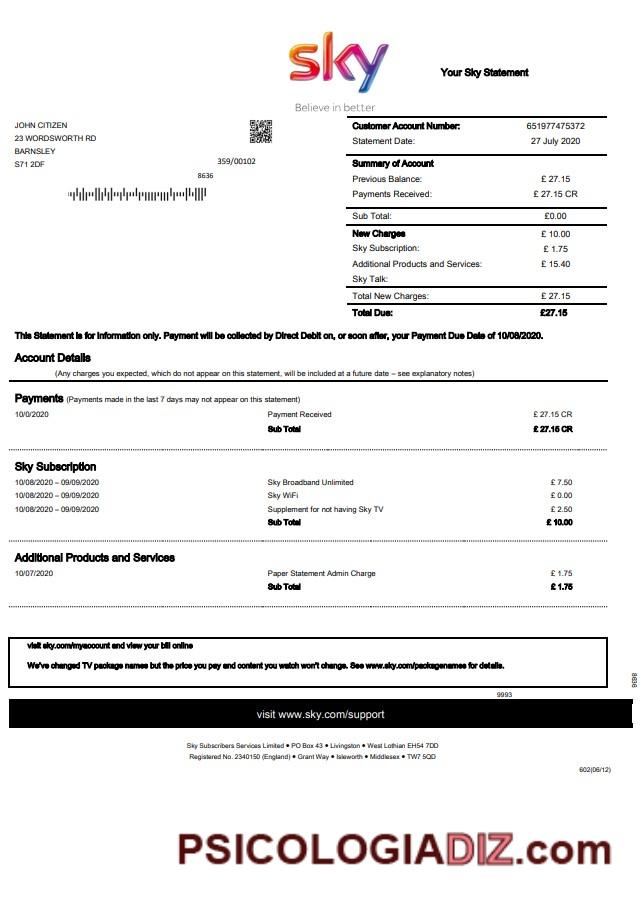 sky
Believe in better
Your Sky Statement
JOHN CITIZEN
23 WORDSWORTH RD
BARNSLEY
S71 2DF
359/00102
8636
Customer Account Number: 651977475372
Statement Date: 27 July 2020
Summary of Account
Previous Balance: £ 27.15
Payments Received: £ 27.15 CR
Sub Total: £0.00
New Charges £ 10.00
Sky Subscription: £ 1.75
Additional Products and Services: £ 15.40
Sky Talk:
Total New Charges: £ 27.15
Total Due: £27.15
This Statement is for Information only. Payment will be collected by Direct Debit on, or soon after, your Payment Due Date of 10/08/2020.
Account Details
(Any charges you expected, which do not appear on this statement, will be included at a future date – see explanatory notes)
Payments (Payments made in the last 7 days may not appear on this statement)
10/0/2020 Payment Received £ 27.15 CR
Sub Total £ 27.15 CR
Sky Subscription
10/08/2020 – 09/09/2020 Sky Broadband Unlimited £ 7.50
10/08/2020 – 09/09/2020 Sky WiFi £ 0.00
10/08/2020 – 09/09/2020 Supplement for not having Sky TV £ 2.50
Sub Total £ 10.00
Additional Products and Services
10/07/2020 Paper Statement Admin Charge £ 1.75
Sub Total £ 1.75
visit sky.com/myaccount and view your bill online
We've changed TV package names but the price you pay and content you watch won't change. See www.sky.com/packagenames for details.
8636
9993
visit www.sky.com/support
Sky Subscribers Services Limited ● PO Box 43 ● Livingston ● West Lothian EH54 7DD
Registered No. 2340150 (England) ● Grant Way ● Isleworth ● Middlesex ● TW7 5QD
602(06/12)
PSICOLOGIADIZ.com